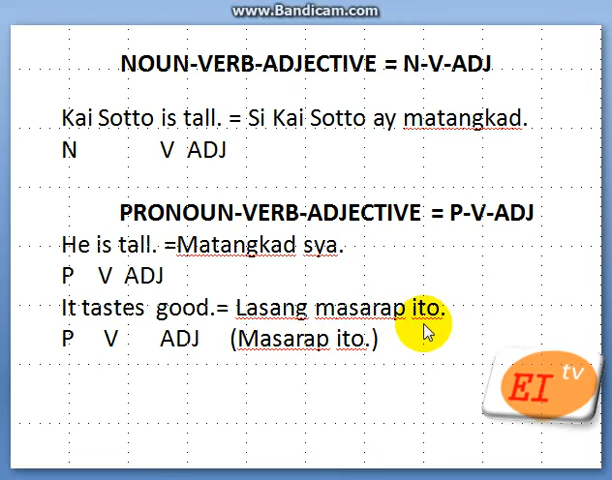 www.Bandicam.com
NOUN-VERB-ADJECTIVE = N-V-ADJ
Kai Sotto is tall. = Si Kai Sotto ay matangkad.
N V ADJ
PRONOUN-VERB-ADJECTIVE = P-V-ADJ
He is tall. =Matangkad sya.
P V ADJ
It tastes good.= Lasang masarap ito.
P V ADJ (Masarap ito.)
EI tv